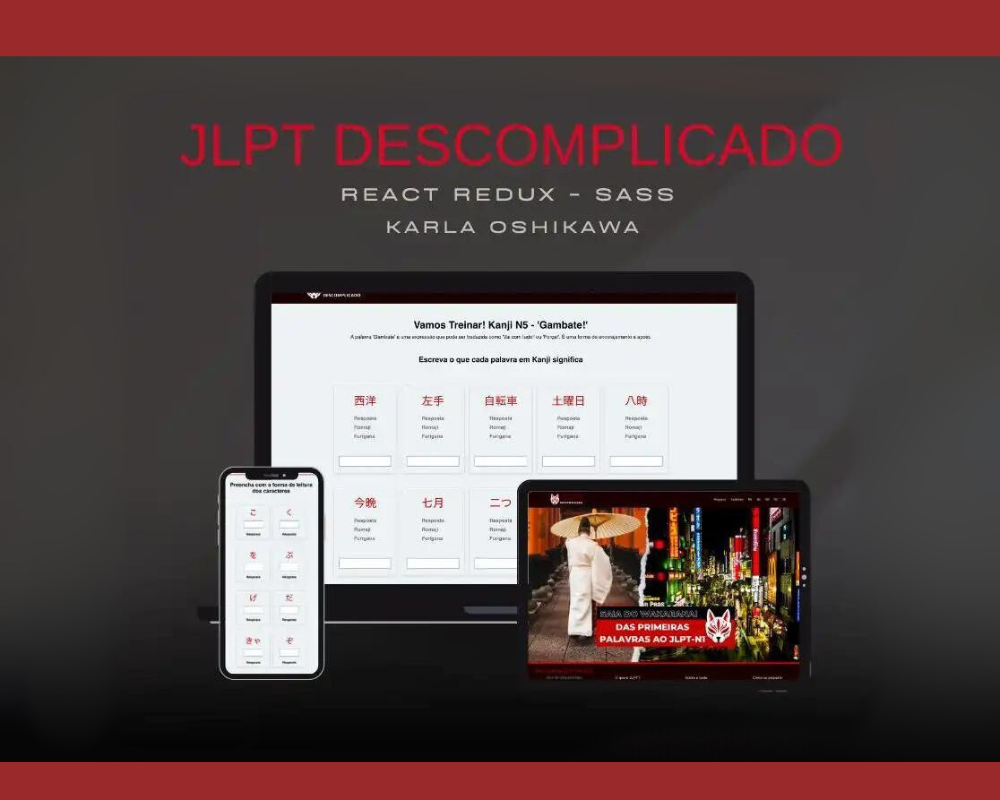 JLPT DESCOMPLICADO
REACT REDUX - SASS
KARLA OSHIKAWA
DESCOMPLICADO
Vamos Treinar! Kanji N5 - 'Gambate!'
A palavra 'Gambate' é uma expressão que pode ser traduzida como "Dê com tudo" ou "Força". É uma forma de encorajamento e apoio.
Escreva o que cada palavra em Kanji significa
西洋 左手 自転車 土曜日 八時
Resposta Resposta Resposta Resposta Resposta
Romaji Romaji Romaji Romaji Romaji
Furigana Furigana Furigana Furigana Furigana
今晩 七月 二つ
Resposta Resposta Resposta
Romaji Romaji Romaji
Furigana Furigana Furigana
Preencha com a forma de leitura
dos caracteres
こ く
Resposta Resposta
を ぶ
Resposta Resposta
げ だ
Resposta Resposta
きゃ ぞ
Resposta Resposta
SAIA DO WAKARANAI
DAS PRIMEIRAS
PALAVRAS AO JLPT-N1